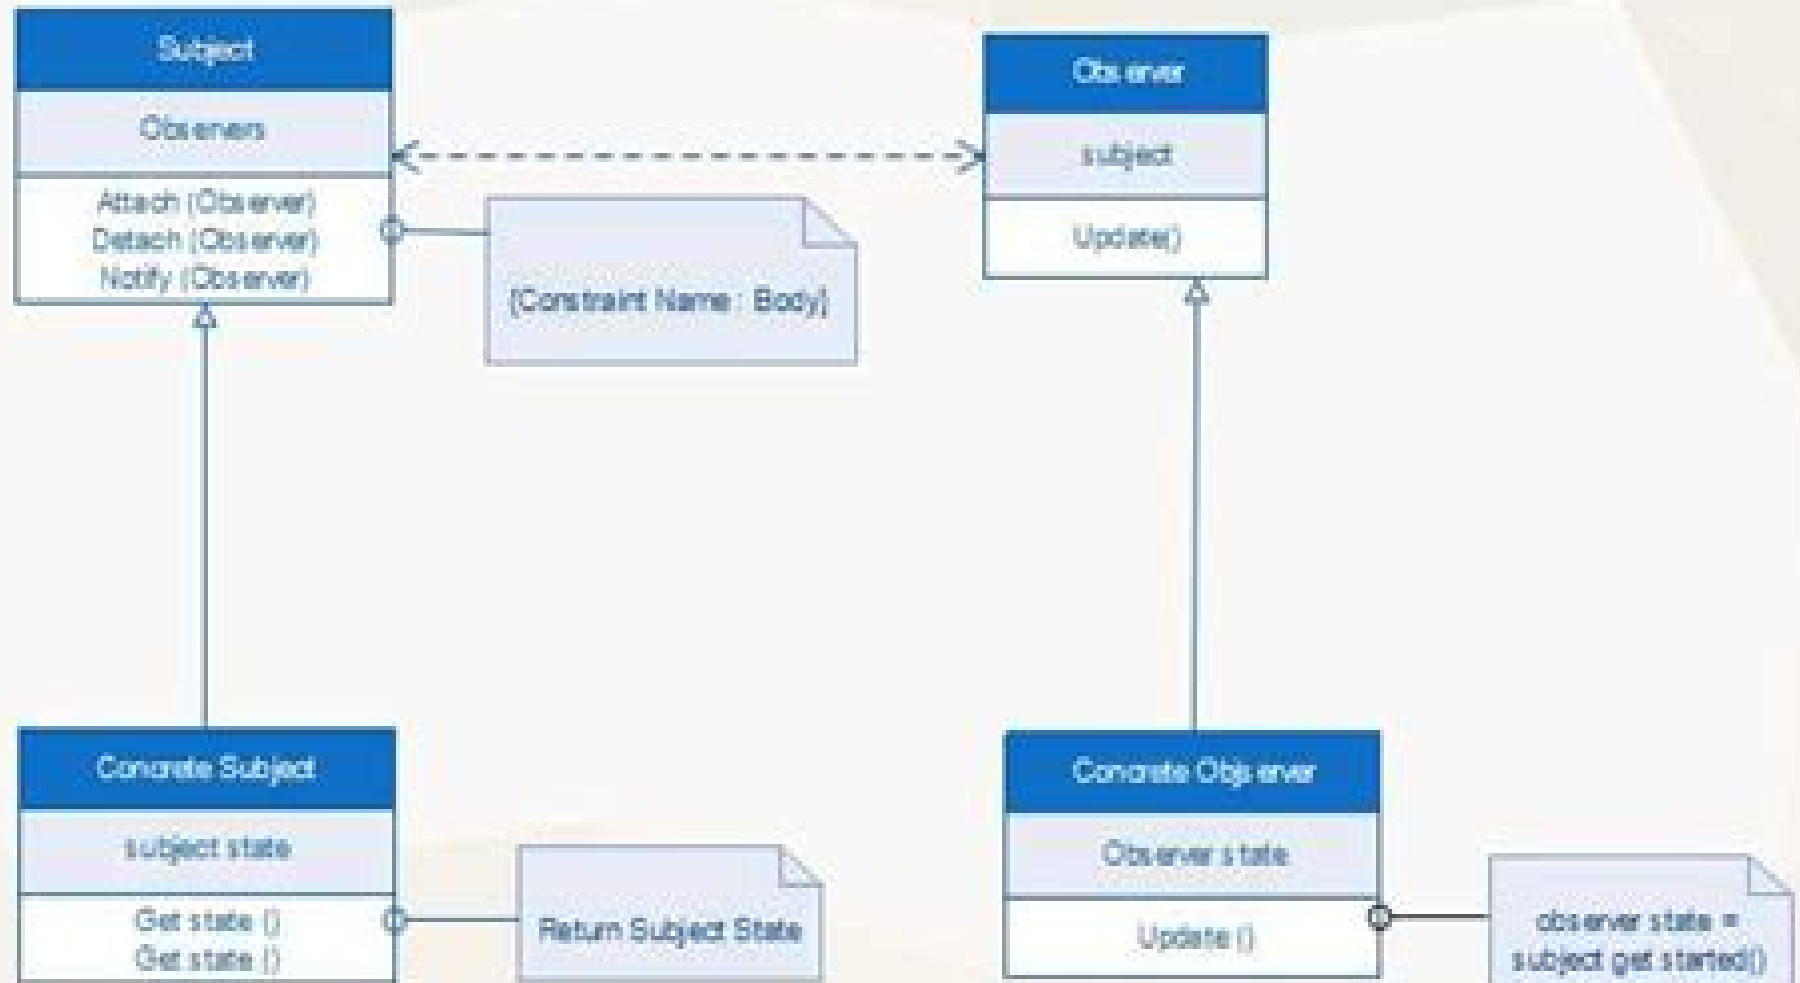 Subject
Observers
Attach (Observer)
Detach (Observer)
Notify (Observer)
{Constraint Name : Body}
Observer
subject
Update()
Concrete Subject
subject state
Get state ()
Get state ()
Return Subject State
Concrete Observer
Observer state
Update ()
observer state =
subject get started()